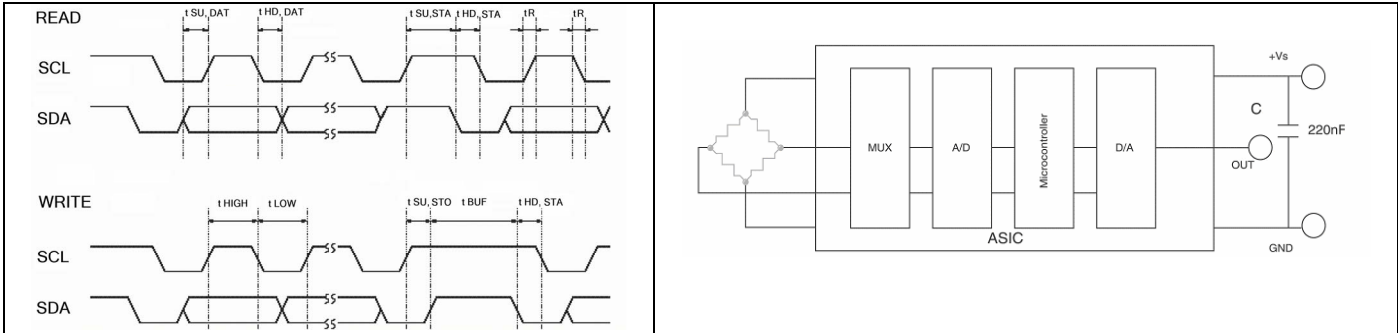 READ
t SU, DAT t HD, DAT t SU,STA t HD, STA tR tR
SCL
SDA
WRITE
t HIGH t LOW t SU, STO t BUF t HD, STA
SCL
SDA
+Vs
C
220nF
MUX A/D Microcontroller D/A
OUT
ASIC
GND